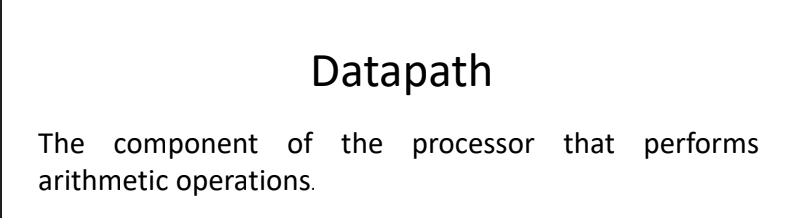 Datapath
The component of the processor that performs
arithmetic operations.